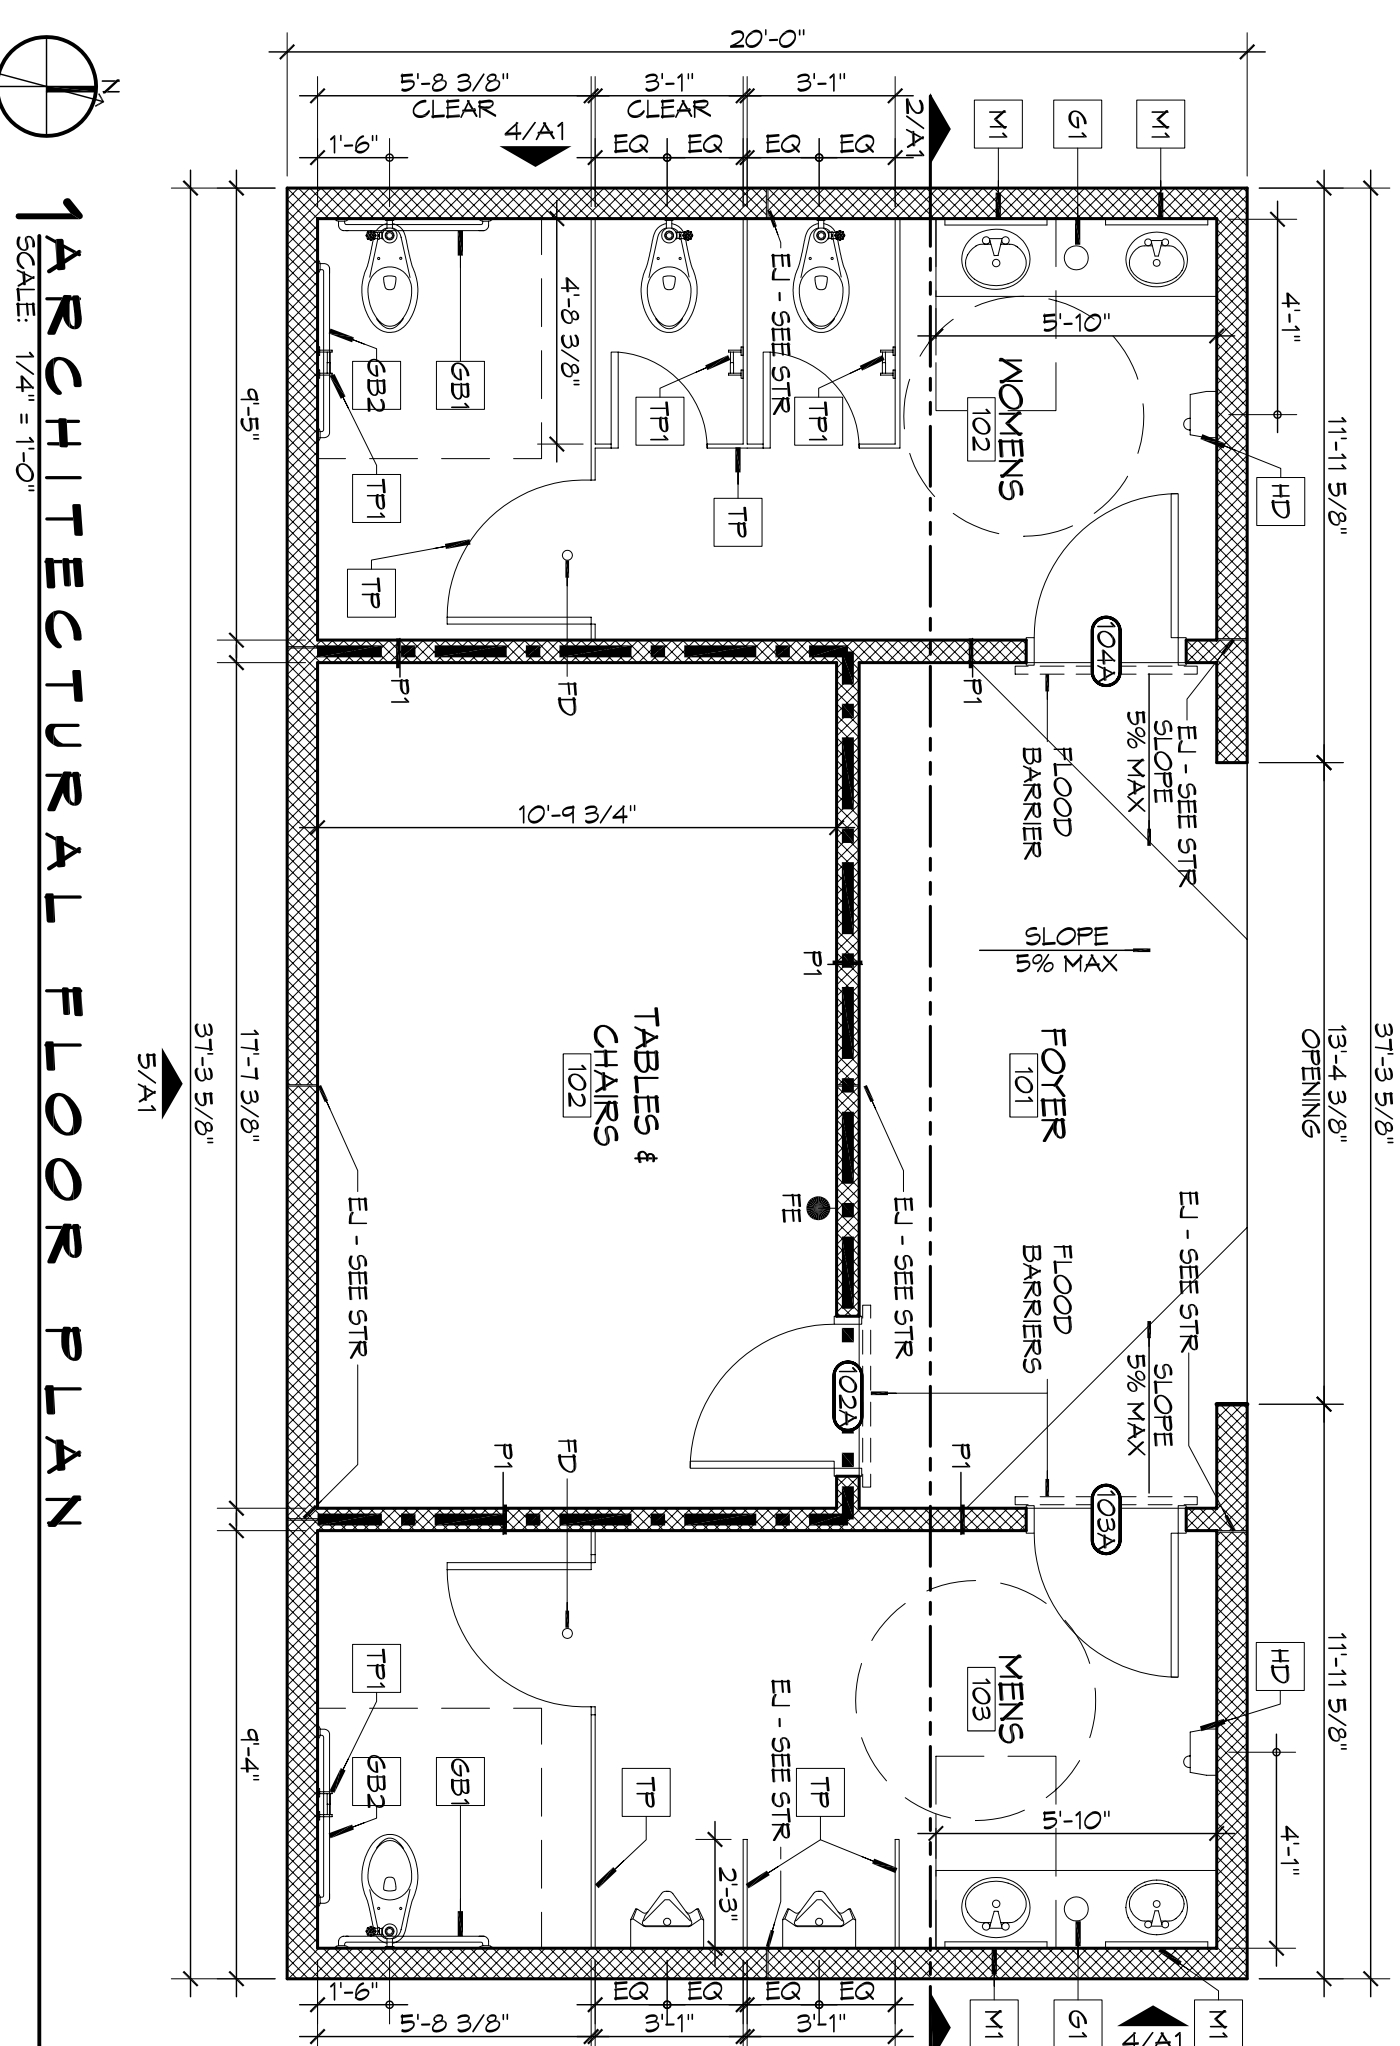 20'-0"
5'-8 3/8"
CLEAR
3'-1"
CLEAR
3'-1"
1'-6"
4/A1
EQ
EQ
EQ
EQ
2/A1
M1
G1
M1
N
4'-8 3/8"
EJ - SEE STR
5'-10"
4'-1"
GB2
GB1
TP1
TP1
WOMENS
102
HD
11'-11 5/8"
9'-5"
TP1
TP
TP
104A
P1
FD
P1
FLOOD
BARRIER
SLOPE
5% MAX
EJ - SEE STR
10'-9 3/4"
SLOPE
5% MAX
P1
TABLES &
CHAIRS
102
FOYER
101
13'-4 3/8"
OPENING
37'-3 5/8"
17'-7 3/8"
37'-3 5/8"
5/A1
EJ - SEE STR
FE
EJ - SEE STR
FLOOD
BARRIERS
EJ - SEE STR
SLOPE
5% MAX
102A
P1
FD
P1
103A
9'-4"
TP1
GB2
GB1
TP
TP
EJ - SEE STR
MENS
103
HD
11'-11 5/8"
5'-10"
4'-1"
2'-3"
1'-6"
5'-8 3/8"
EQ
EQ
EQ
EQ
3'-1"
3'-1"
M1
G1
M1
4/A1
1 ARCHITECTURAL FLOOR PLAN
SCALE: 1/4" = 1'-0"